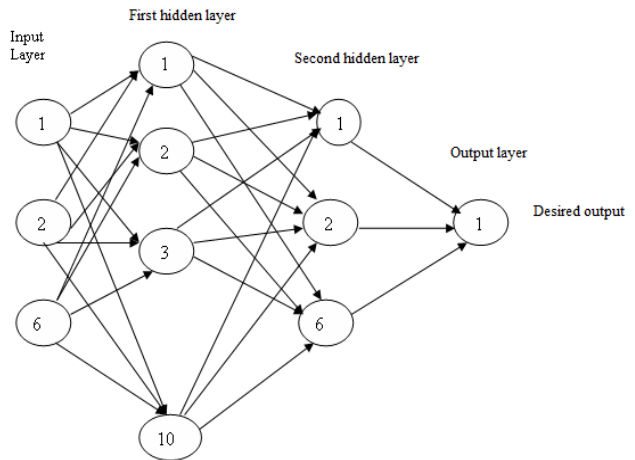 First hidden layer
Input
Layer
Second hidden layer
Output layer
Desired output
1
2
6
1
2
3
10
1
2
6
1